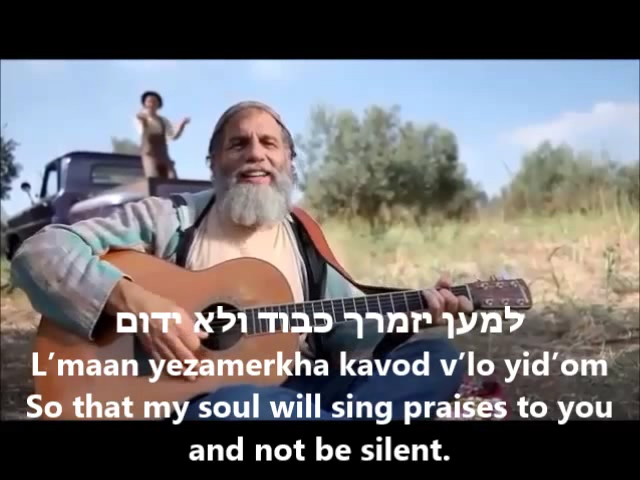 למען יזמרך כבוד ולא ידום
L’maan yezamerkha kavod v’lo yid’om
So that my soul will sing praises to you
and not be silent.